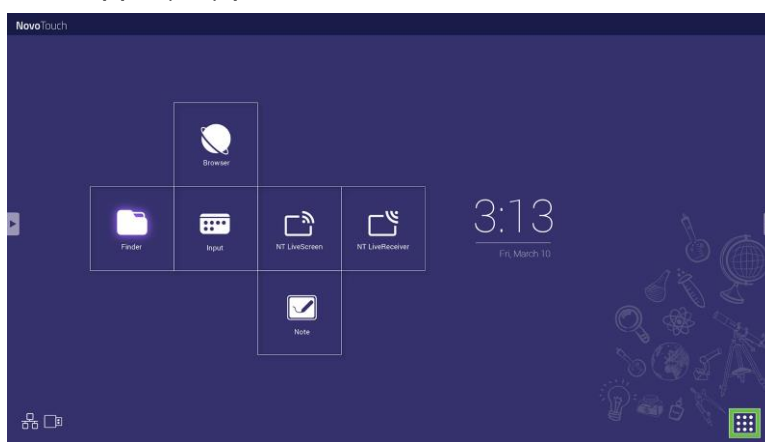 NovoTouch
Browser
Finder
Input
NT LiveScreen
NT LiveReceiver
3:13
Fri, March 10
Note